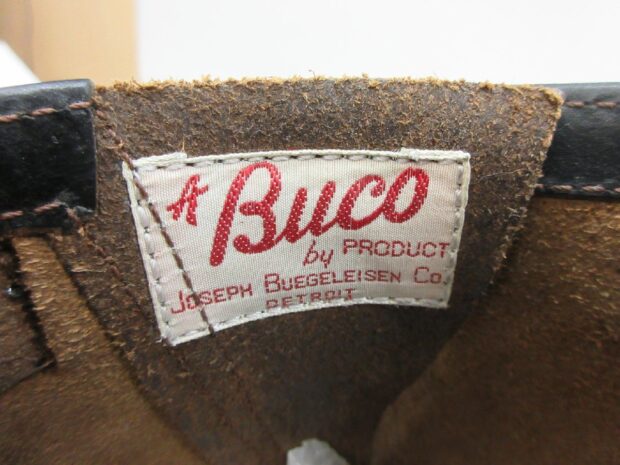 A Buco
by PRODUCT
JOSEPH BUEGELEISEN Co.
DETROIT